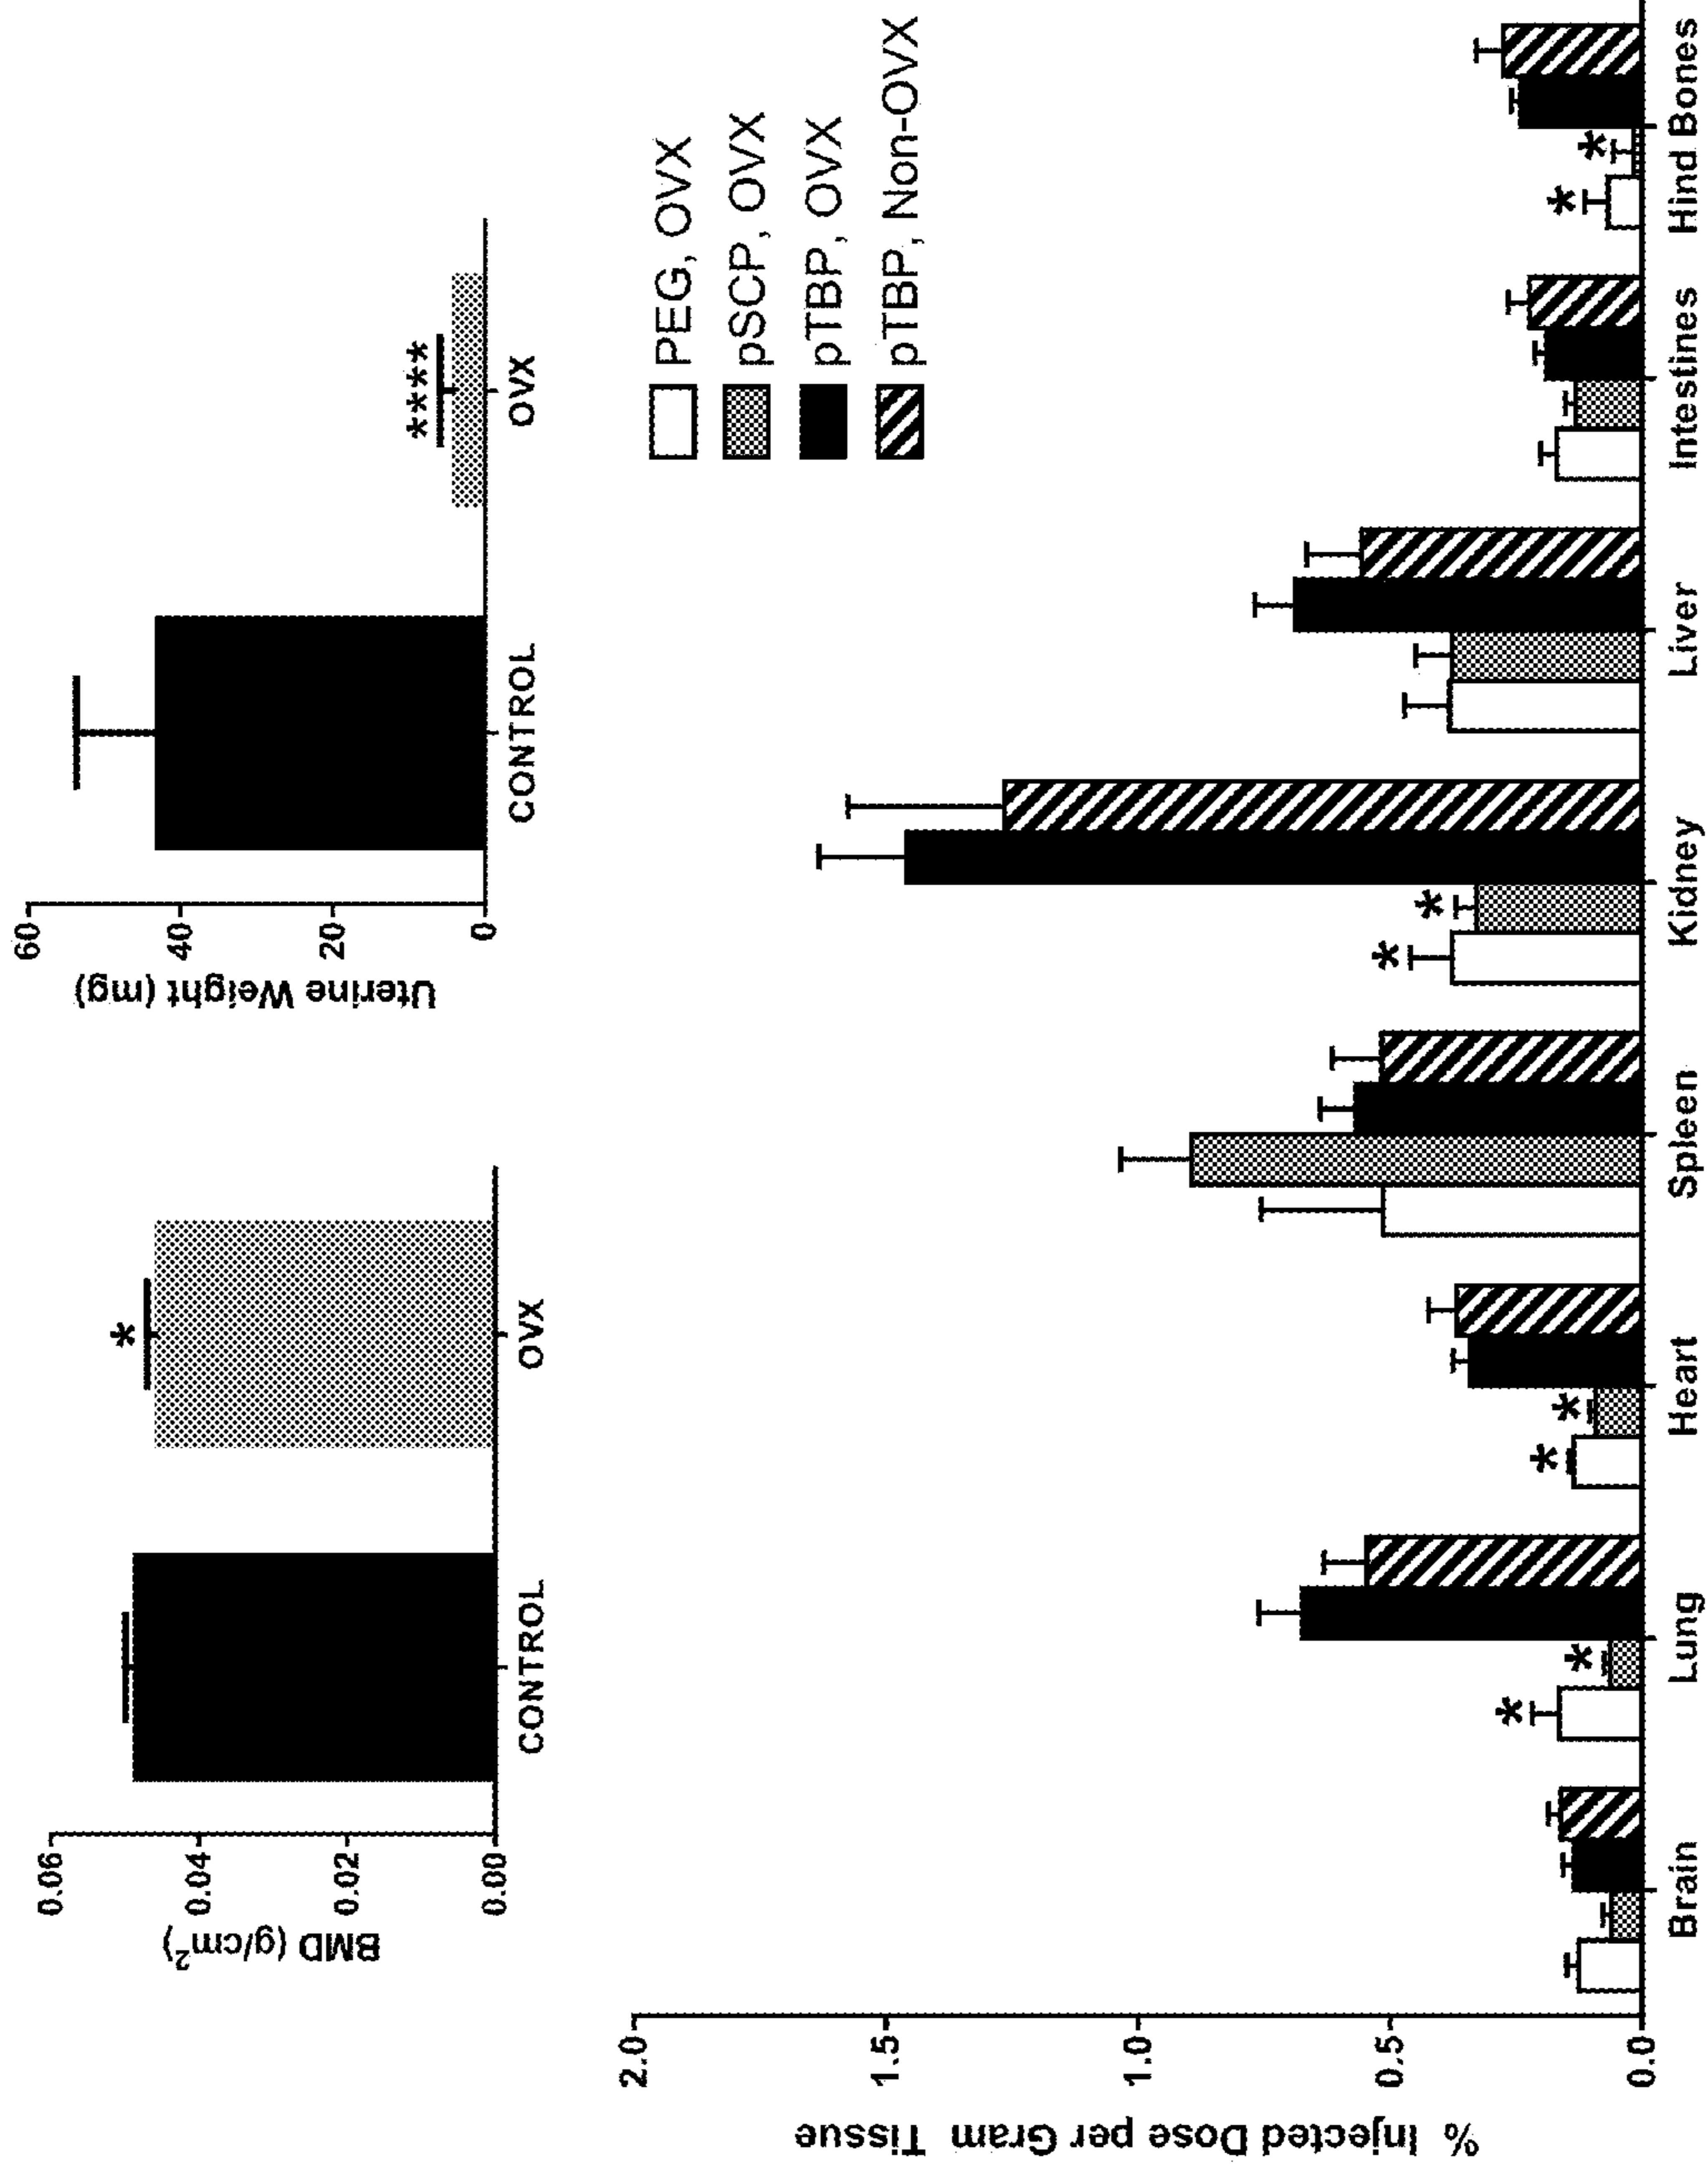 BMD (g/cm²)
0.06
0.04
0.02
0.00
*
CONTROL
OVX
Uterine Weight (mg)
60
40
20
0
****
CONTROL
OVX
PEG, OVX
pSCP, OVX
pTBP, OVX
pTBP, Non-OVX
% Injected Dose per Gram Tissue
2.0
1.5
1.0
0.5
0.0
* *
* *
* *
* *
Brain Lung Heart Spleen Kidney Liver Intestines Hind Bones